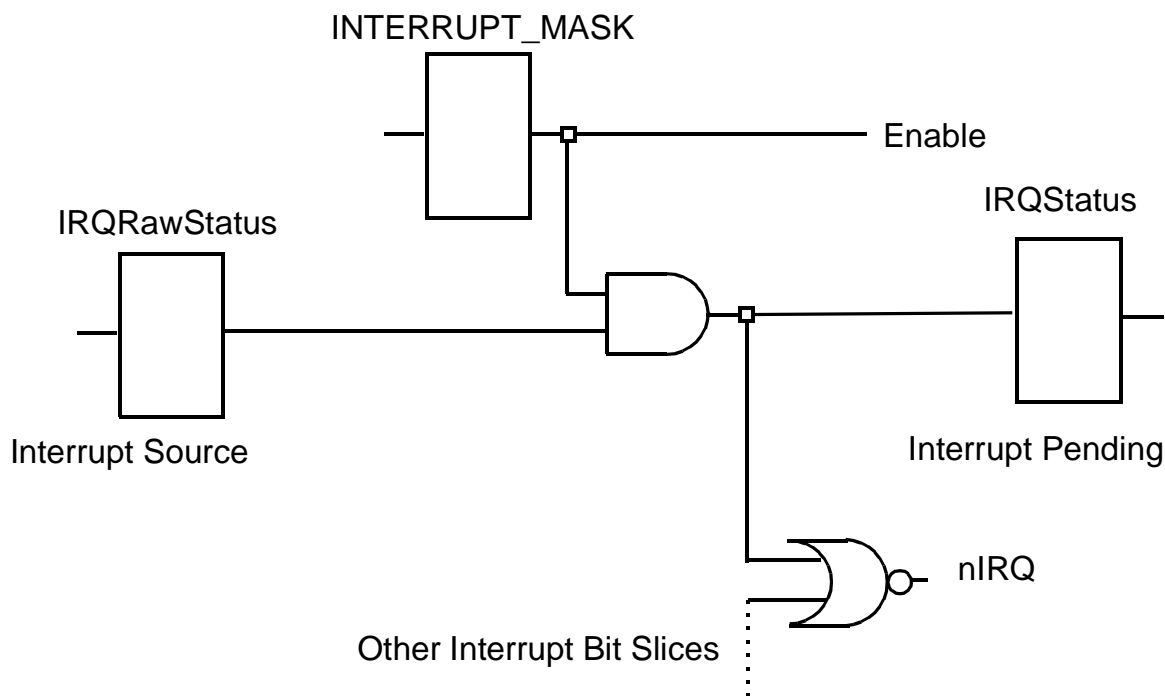 INTERRUPT_MASK
Enable
IRQStatus
IRQRawStatus
Interrupt Pending
Interrupt Source
nIRQ
Other Interrupt Bit Slices